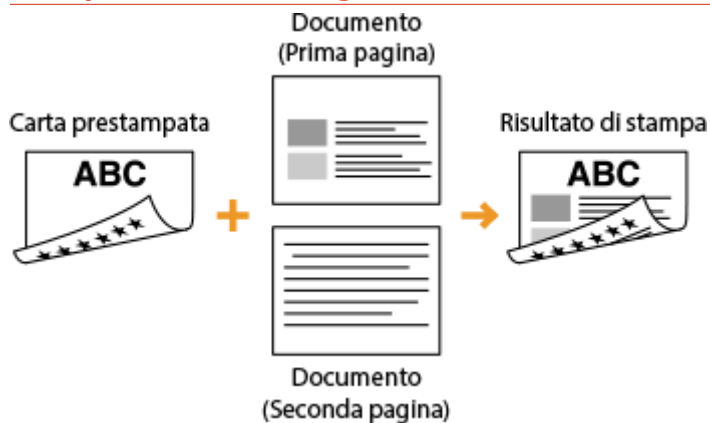 Documento
(Prima pagina)
Carta prestampata
Risultato di stampa
ABC
ABC
Documento
(Seconda pagina)